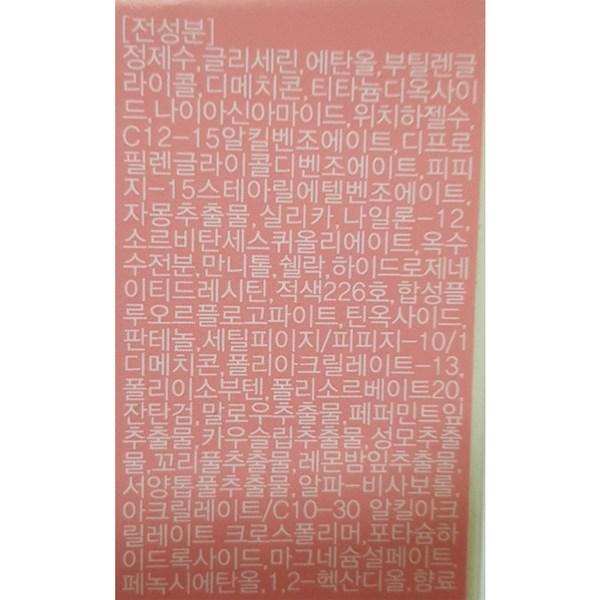 [전성분]
정제수,글리세린,에탄올,부틸렌글
라이콜,디메치콘,티타늄디옥사이
드,나이아신아마이드,위치하젤수,
C12-15알킬벤조에이트,디프로
필렌글라이콜디벤조에이트,피피
지-15스테아릴에텔벤조에이트,
자몽추출물,실리카,나일론-12,
소르비탄세스퀴올리에이트,옥수
수전분,만니톨,쉘락,하이드로제네
이티드레시틴,적색226호,합성플
루오르플로고파이트,틴옥사이드,
판테놀,세틸피이지/피피지-10/1
디메치콘,폴리아크릴레이트-13,
폴리이소부텐,폴리소르베이트20,
잔탄검,말로우추출물,페퍼민트잎
추출물,카우슬립추출물,성모추출
물,꼬리풀추출물,레몬밤잎추출물,
서양톱풀추출물,알파-비사보롤,
아크릴레이트/C10-30 알킬아크
릴레이트 크로스폴리머,포타슘하
이드록사이드,마그네슘설페이트,
페녹시에탄올,1,2-헥산디올,향료